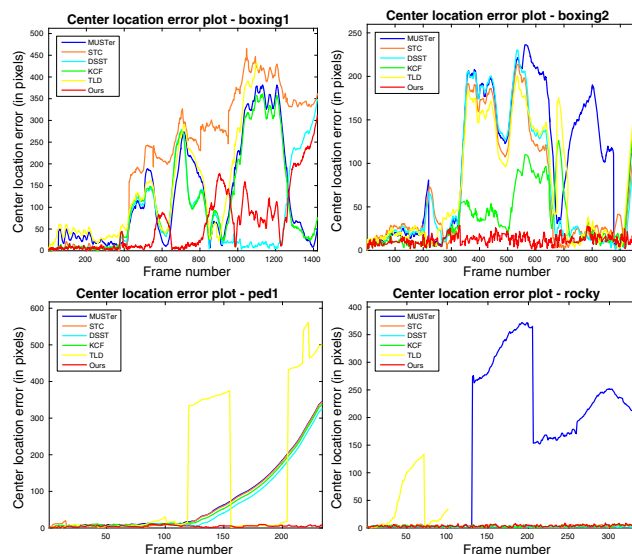 Center location error plot - boxing1
Center location error (in pixels)
500
450
400
350
300
250
200
150
100
50
0
MUSTer
STC
DSST
KCF
TLD
Ours
200 400 600 800 1000 1200 1400
Frame number
Center location error plot - boxing2
Center location error (in pixels)
250
200
150
100
50
0
MUSTer
STC
DSST
KCF
TLD
Ours
100 200 300 400 500 600 700 800 900
Frame number
Center location error plot - ped1
Center location error (in pixels)
600
500
400
300
200
100
0
MUSTer
STC
DSST
KCF
TLD
Ours
50 100 150 200
Frame number
Center location error plot - rocky
Center location error (in pixels)
400
350
300
250
200
150
100
50
0
MUSTer
STC
DSST
KCF
TLD
Ours
50 100 150 200 250 300
Frame number